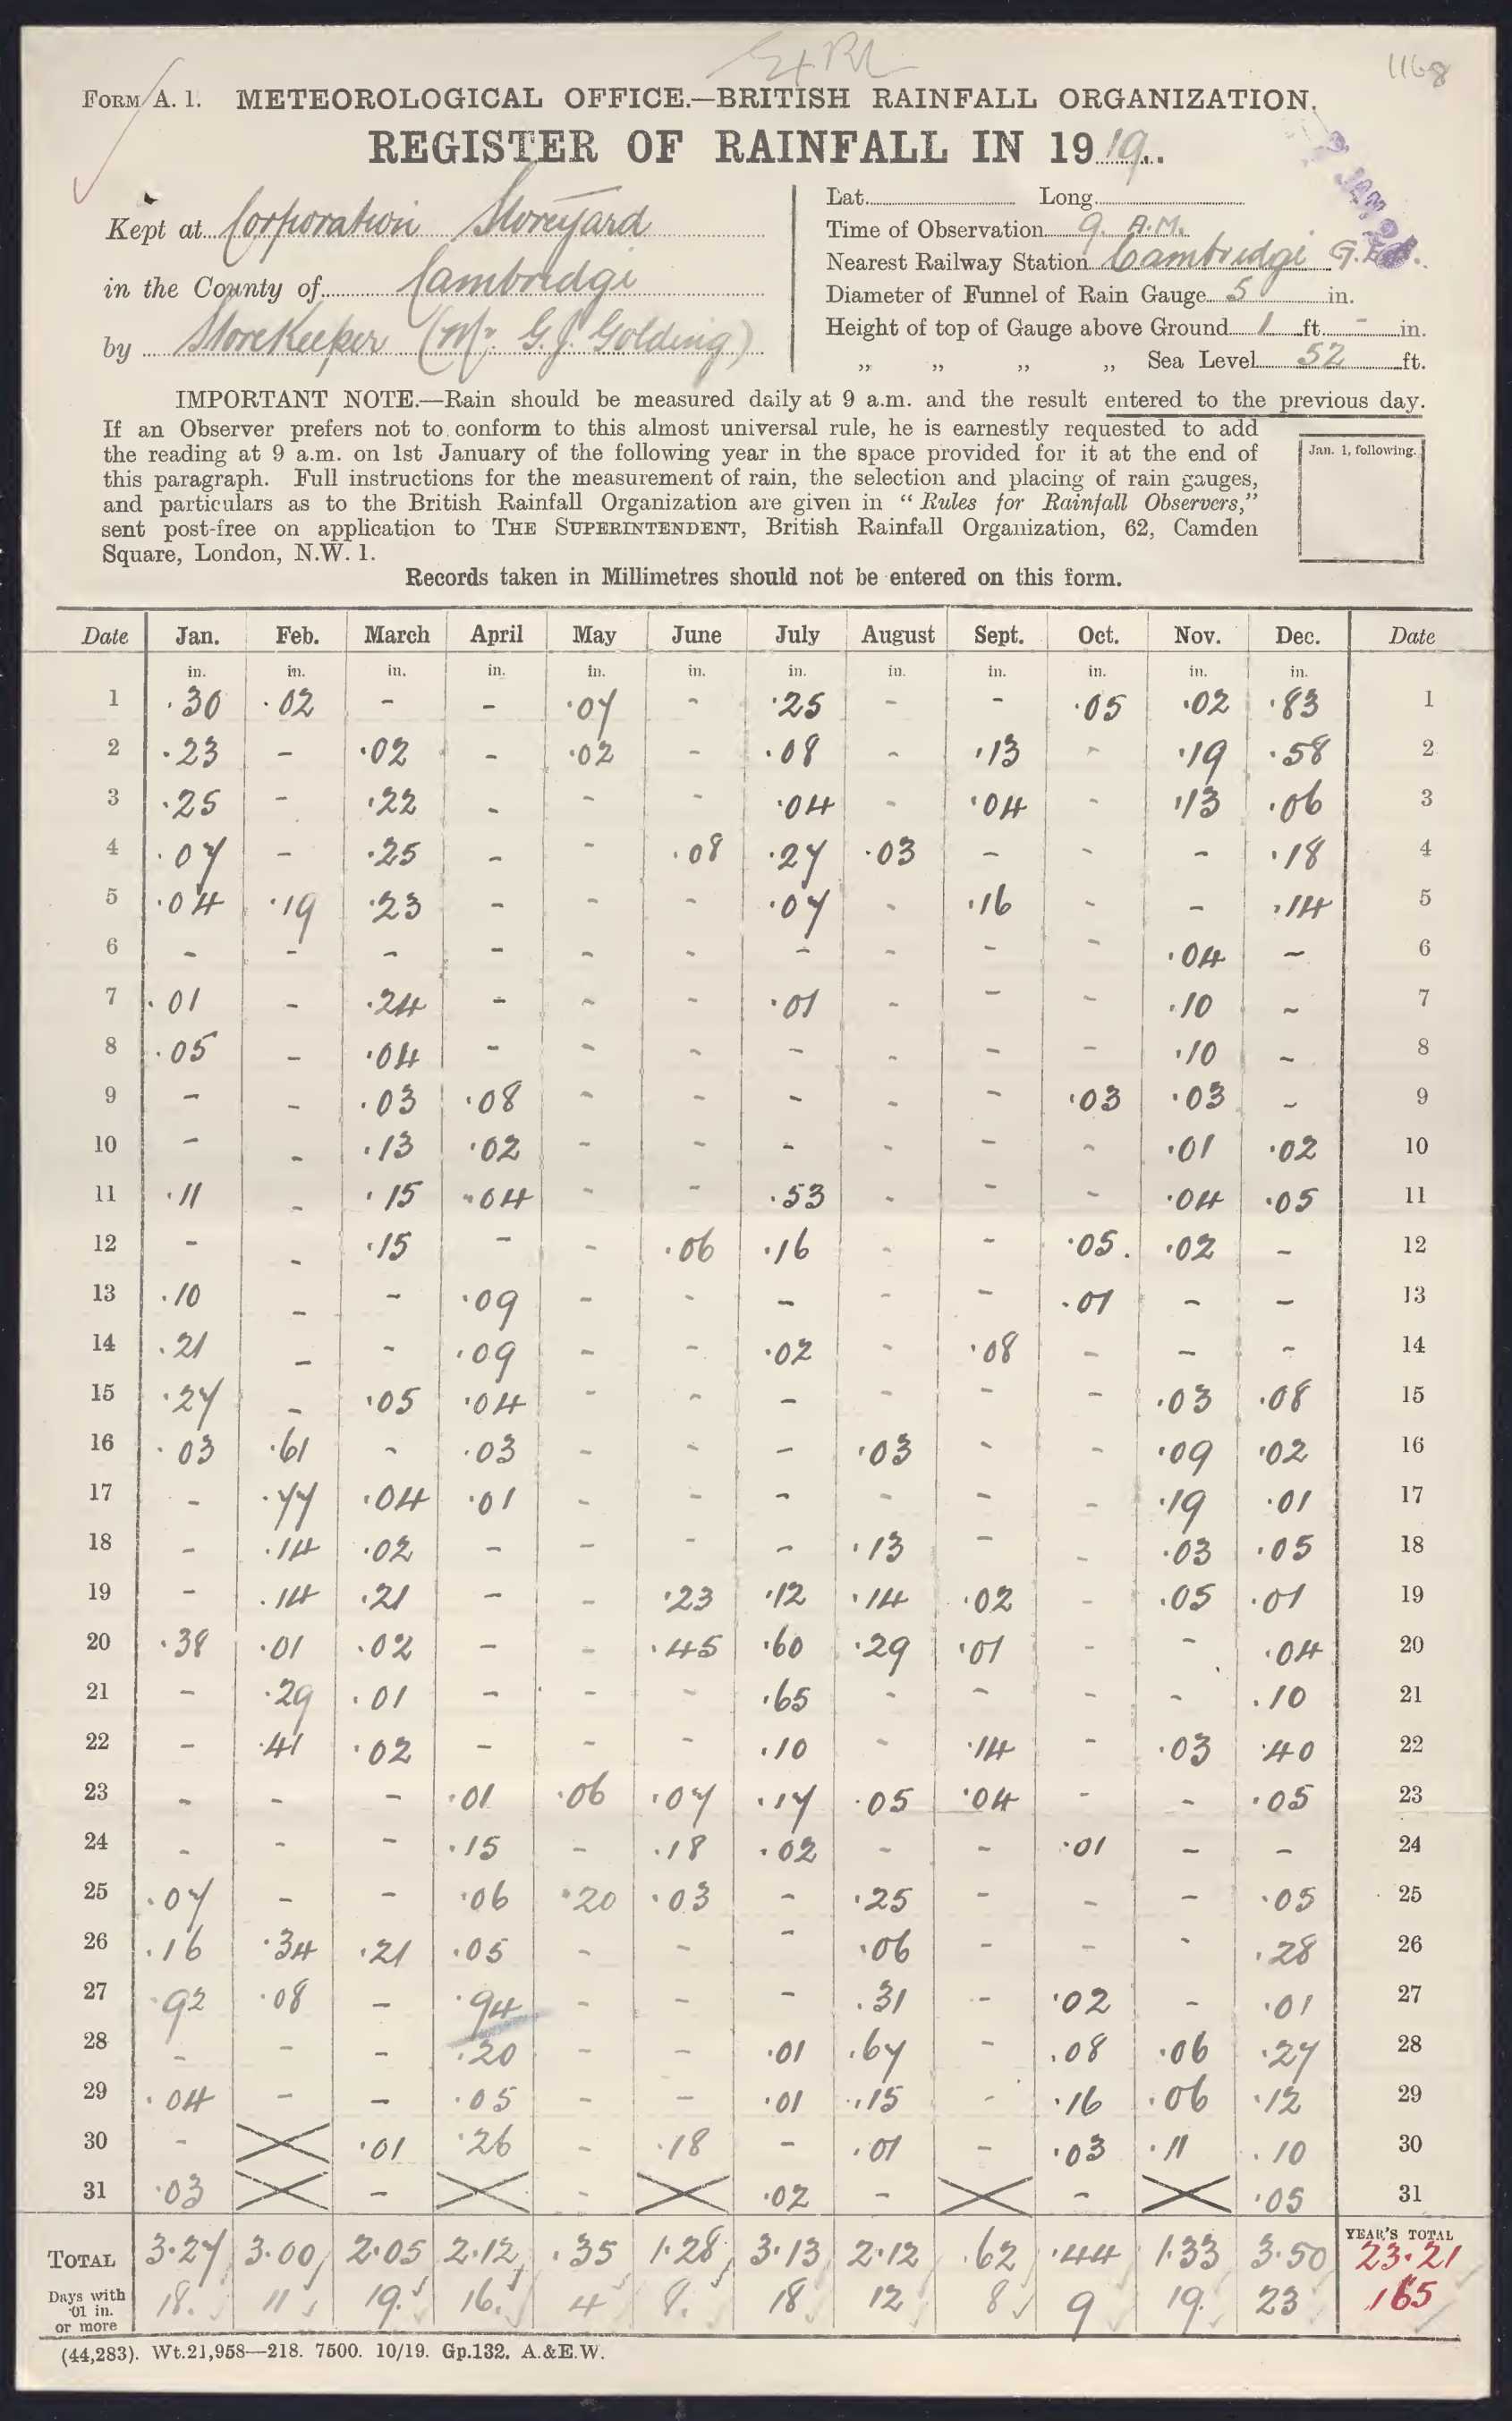 Ex Rd 1168
FORM A. 1. METEOROLOGICAL OFFICE.—BRITISH RAINFALL ORGANIZATION.
REGISTER OF RAINFALL IN 1919.
Kept at Corporation Storeyard
in the County of Cambridge
by StoreKeeper (Mr. G. J. Golding)
Lat. Long.
Time of Observation 9. A.M.
Nearest Railway Station Cambridge G.E.R.
Diameter of Funnel of Rain Gauge 5 in.
Height of top of Gauge above Ground 1 ft. - in.
„ „ „ „ Sea Level 52 ft.
IMPORTANT NOTE.—Rain should be measured daily at 9 a.m. and the result entered to the previous day.
If an Observer prefers not to conform to this almost universal rule, he is earnestly requested to add
the reading at 9 a.m. on 1st January of the following year in the space provided for it at the end of
this paragraph. Full instructions for the measurement of rain, the selection and placing of rain gauges,
and particulars as to the British Rainfall Organization are given in "Rules for Rainfall Observers,"
sent post-free on application to THE SUPERINTENDENT, British Rainfall Organization, 62, Camden
Square, London, N.W. 1.
Jan. 1, following.
Records taken in Millimetres should not be entered on this form.
Date Jan. Feb. March April May June July August Sept. Oct. Nov. Dec. Date
in. in. in. in. in. in. in. in. in. in. in. in.
1 .30 .02 - - .07 - .25 - - .05 .02 .83 1
2 .23 - .02 - .02 - .08 - .13 - .19 .58 2
3 .25 - .22 - - - .04 - .04 - .13 .06 3
4 .07 - .25 - - .08 .27 .03 - - - .18 4
5 .04 .19 .23 - - - .07 - .16 - - .14 5
6 - - - - - - - - - - .04 - 6
7 .01 - .24 - - - .01 - - - .10 - 7
8 .05 - .04 - - - - - - - .10 - 8
9 - - .03 .08 - - - - - .03 .03 - 9
10 - - .13 .02 - - - - - - .01 .02 10
11 .11 - .15 .04 - - .53 - - - .04 .05 11
12 - - .15 - - .06 .16 - - .05. .02 - 12
13 .10 - - .09 - - - - - .01 - - 13
14 .21 - - .09 - - .02 - .08 - - - 14
15 .27 - .05 .04 - - - - - - .03 .08 15
16 .03 .61 - .03 - - - .03 - - .09 .02 16
17 - .77 .04 .01 - - - - - - .19 .01 17
18 - .14 .02 - - - - .13 - - .03 .05 18
19 - .14 .21 - - .23 .12 .14 .02 - .05 .01 19
20 .38 .01 .02 - - .45 .60 .29 .01 - - .04 20
21 - .29 .01 - - - .65 - - - - .10 21
22 - .41 .02 - - - .10 - .14 - .03 .40 22
23 - - - .01 .06 .07 .17 .05 .04 - - .05 23
24 - - - .15 - .18 .02 - - .01 - - 24
25 .07 - - .06 .20 .03 - .25 - - - .05 25
26 .16 .34 .21 .05 - - - .06 - - - .28 26
27 .92 .08 - .94 - - - .31 - .02 - .01 27
28 - - - .20 - - .01 .67 - .08 .06 .27 28
29 .04 - - .05 - - .01 .15 - .16 .06 .12 29
30 - .01 .26 - .18 - .01 - .03 .11 .10 30
31 .03 - - .02 - - .05 31
TOTAL 3.27 3.00 2.05 2.12 .35 1.28 3.13 2.12 .62 .44 1.33 3.50 YEAR'S TOTAL 23.21
Days with .01 in. or more 18. 11 19. 16. 4 8. 18 12 8 9 19. 23 165
(44,283). Wt.21,958—218. 7500. 10/19. Gp.132. A.&E.W.